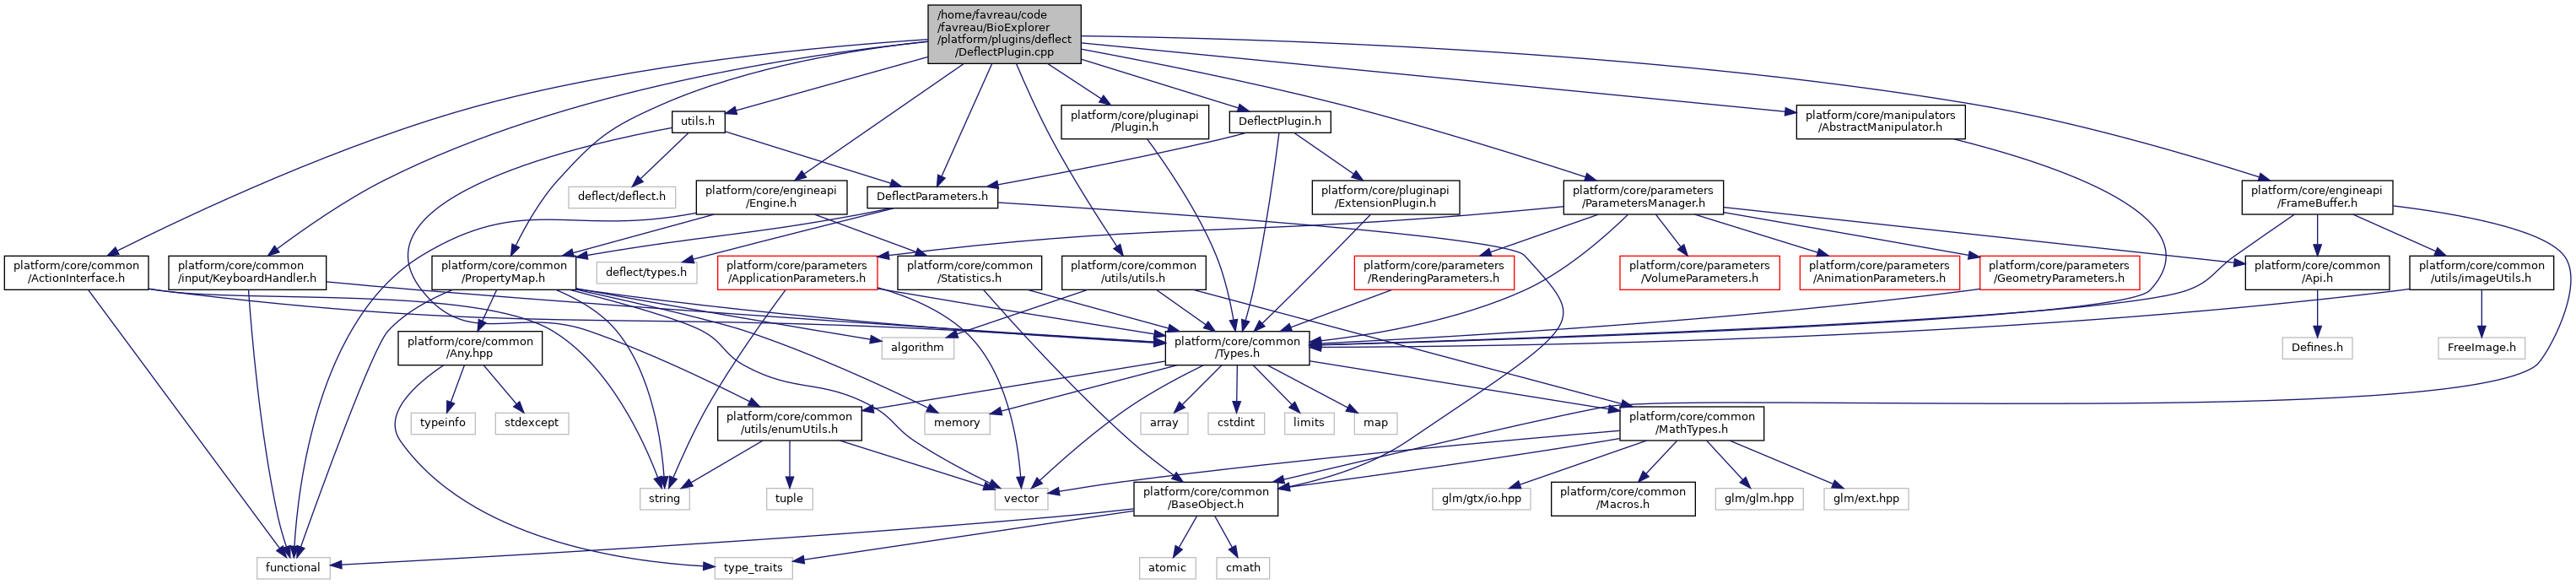 /home/favreau/code
/favreau/BioExplorer
/platform/plugins/deflect
/DeflectPlugin.cpp
utils.h
platform/core/pluginapi
/Plugin.h
DeflectPlugin.h
platform/core/manipulators
/AbstractManipulator.h
deflect/deflect.h
platform/core/engineapi
/Engine.h
DeflectParameters.h
platform/core/pluginapi
/ExtensionPlugin.h
platform/core/parameters
/ParametersManager.h
platform/core/engineapi
/FrameBuffer.h
platform/core/common
/ActionInterface.h
platform/core/common
/input/KeyboardHandler.h
platform/core/common
/PropertyMap.h
deflect/types.h
platform/core/parameters
/ApplicationParameters.h
platform/core/common
/Statistics.h
platform/core/common
/utils/utils.h
platform/core/parameters
/RenderingParameters.h
platform/core/parameters
/VolumeParameters.h
platform/core/parameters
/AnimationParameters.h
platform/core/parameters
/GeometryParameters.h
platform/core/common
/Api.h
platform/core/common
/utils/imageUtils.h
platform/core/common
/Any.hpp
algorithm
platform/core/common
/Types.h
Defines.h
FreeImage.h
typeinfo
stdexcept
platform/core/common
/utils/enumUtils.h
memory
array
cstdint
limits
map
platform/core/common
/MathTypes.h
string
tuple
vector
platform/core/common
/BaseObject.h
glm/gtx/io.hpp
platform/core/common
/Macros.h
glm/glm.hpp
glm/ext.hpp
functional
type_traits
atomic
cmath